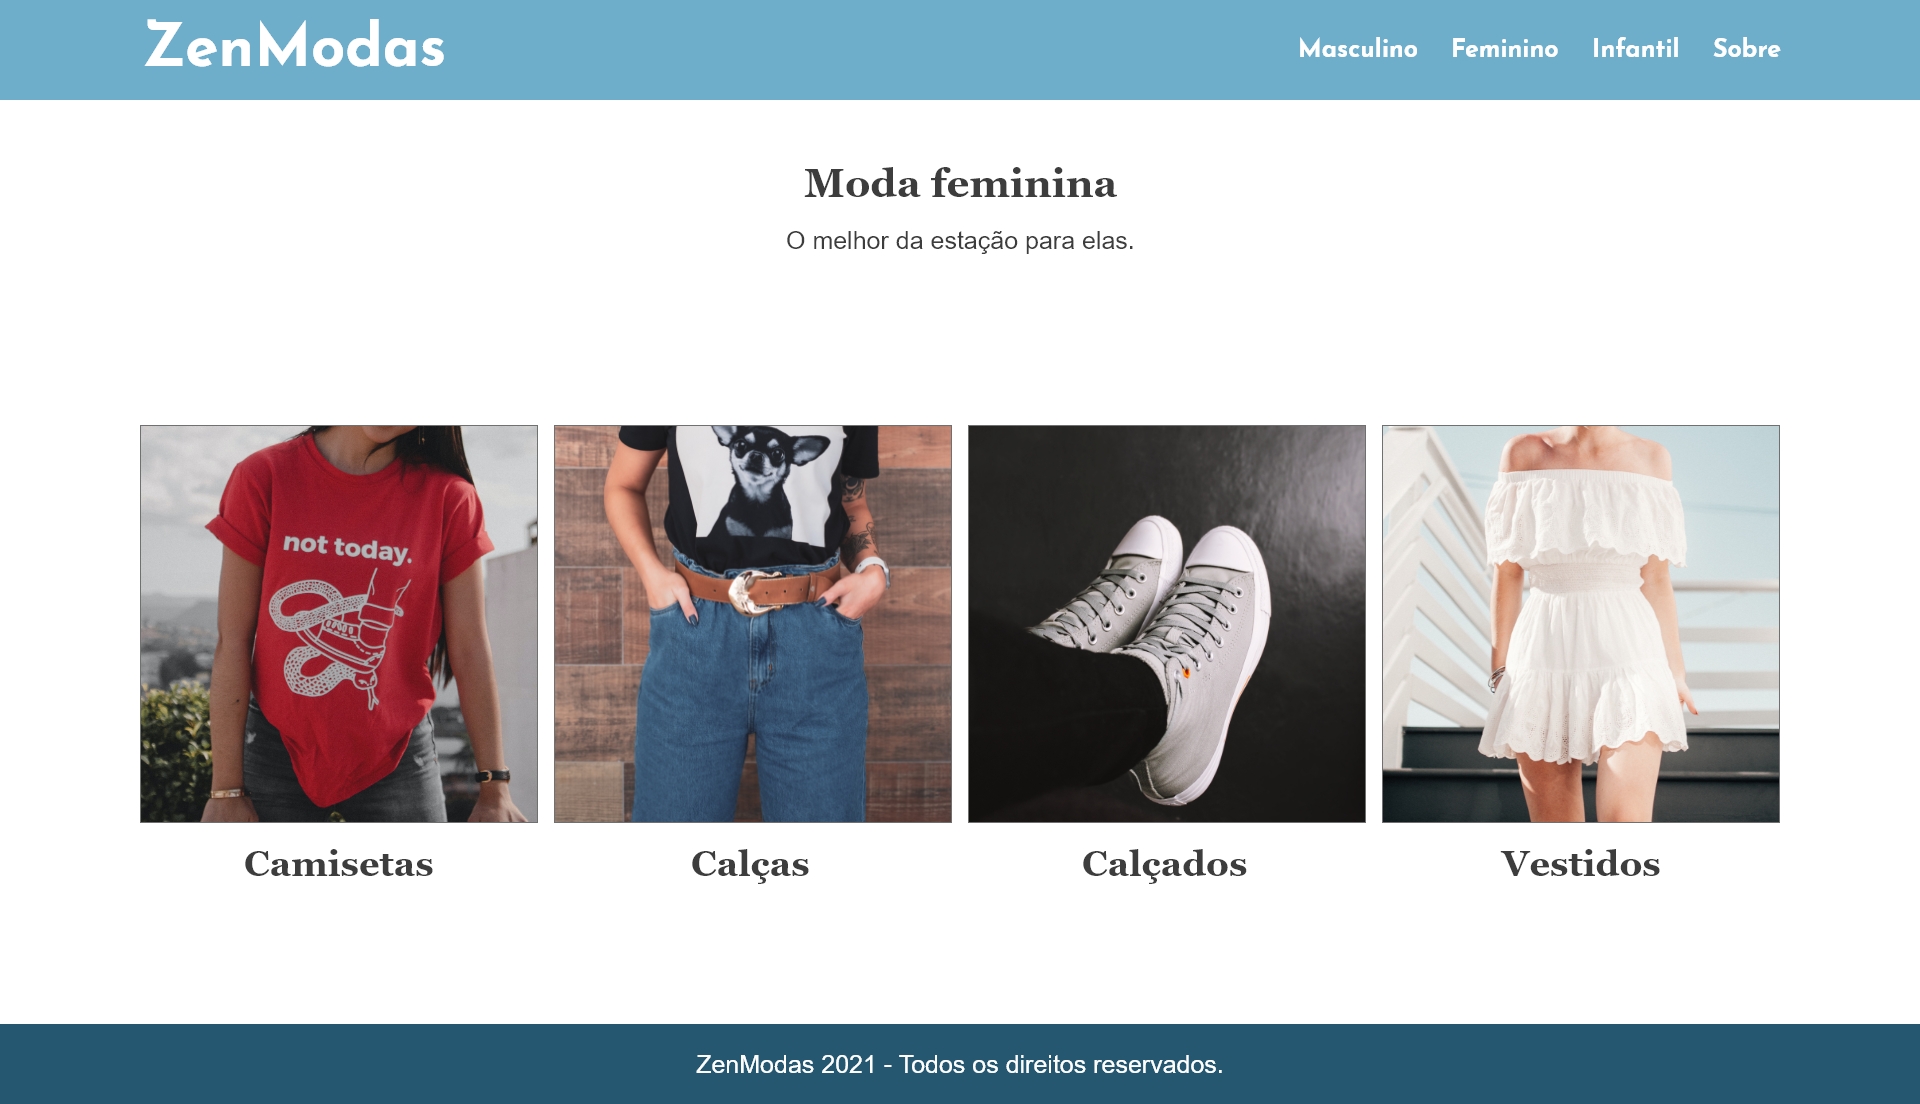 ZenModas
Masculino Feminino Infantil Sobre
Moda feminina
O melhor da estação para elas.
not today.
Camisetas
Calças
Calçados
Vestidos
ZenModas 2021 - Todos os direitos reservados.